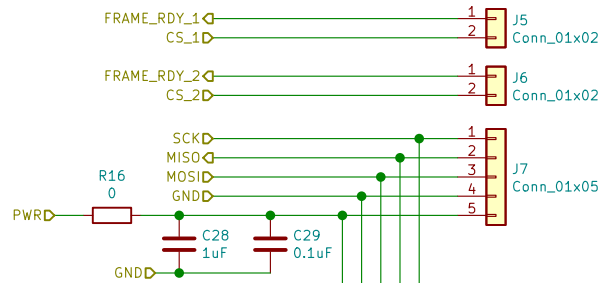 FRAME_RDY_1 1 J5
CS_1 2 Conn_01x02
FRAME_RDY_2 1 J6
CS_2 2 Conn_01x02
SCK 1
MISO 2 J7
MOSI 3 Conn_01x05
GND 4
R16
0
PWR 5
C28 C29
1uF 0.1uF
GND